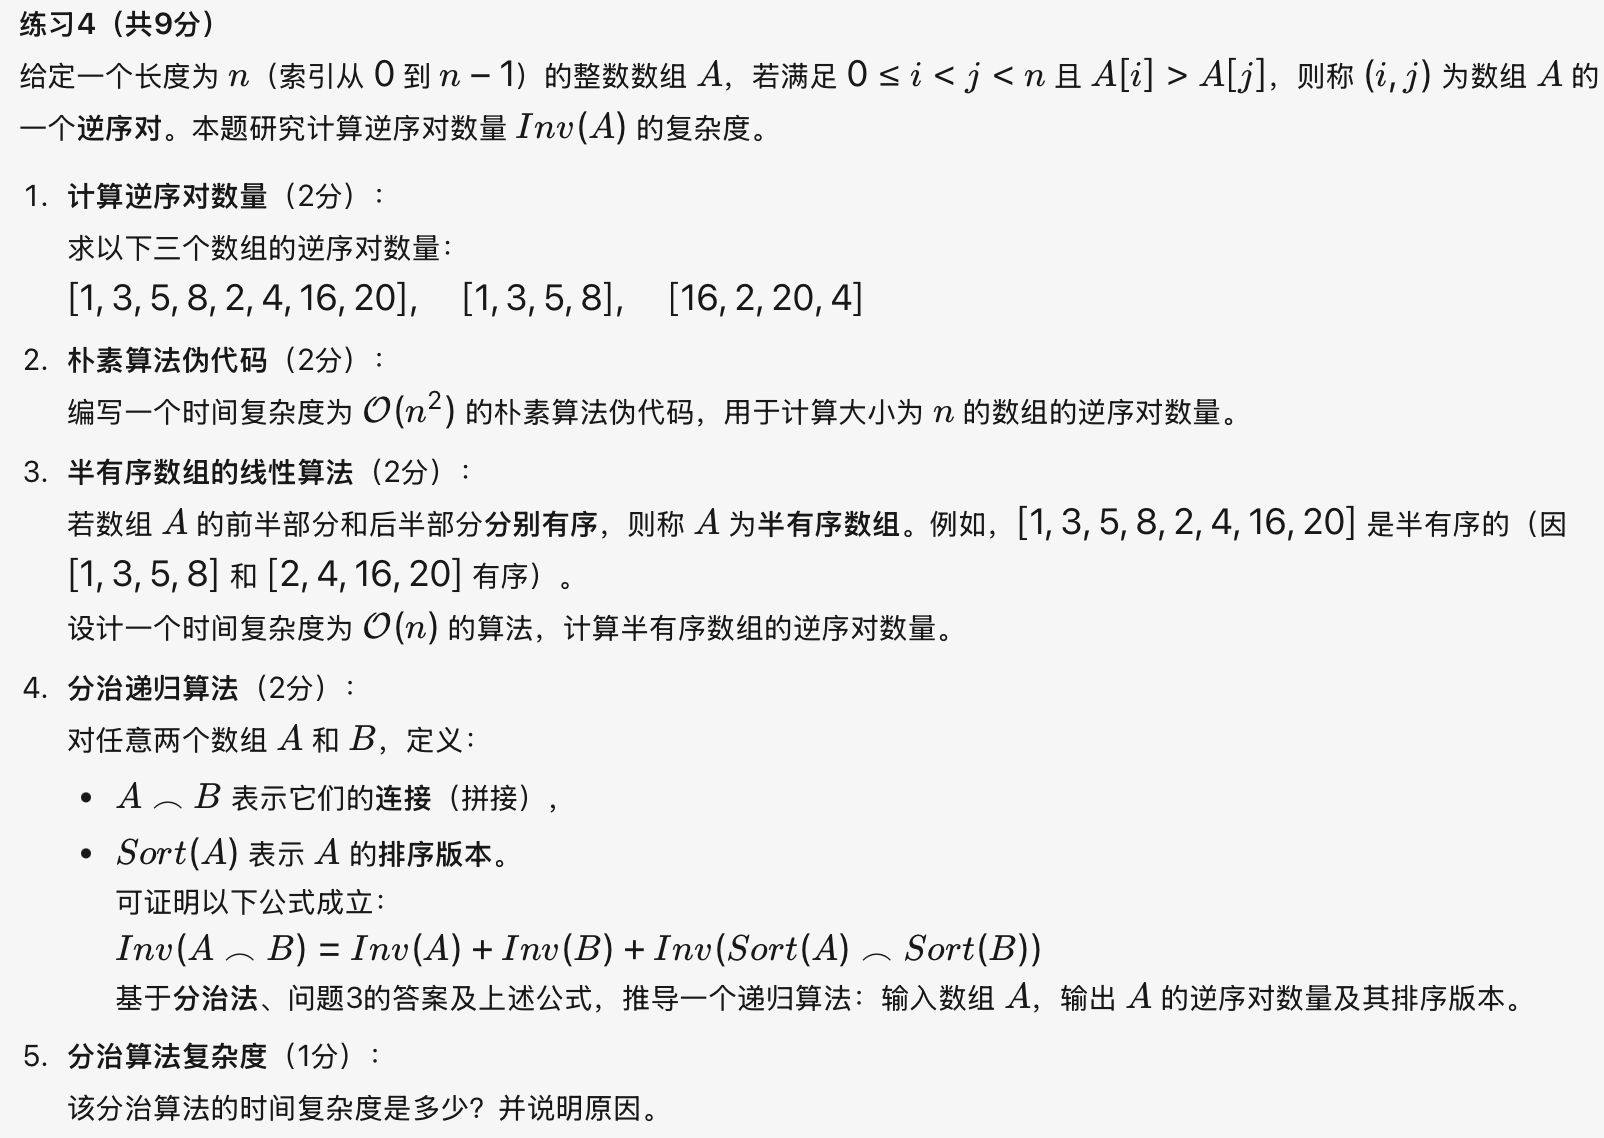 练习4（共9分）
给定一个长度为 n（索引从 0 到 n − 1）的整数数组 A，若满足 0 ≤ i < j < n 且 A[i] > A[j]，则称 (i, j) 为数组 A 的
一个逆序对。本题研究计算逆序对数量 Inv(A) 的复杂度。
1. 计算逆序对数量（2分）：
求以下三个数组的逆序对数量：
[1, 3, 5, 8, 2, 4, 16, 20], [1, 3, 5, 8], [16, 2, 20, 4]
2. 朴素算法伪代码（2分）：
编写一个时间复杂度为 𝒪(n²) 的朴素算法伪代码，用于计算大小为 n 的数组的逆序对数量。
3. 半有序数组的线性算法（2分）：
若数组 A 的前半部分和后半部分分别有序，则称 A 为半有序数组。例如，[1, 3, 5, 8, 2, 4, 16, 20] 是半有序的（因
[1, 3, 5, 8] 和 [2, 4, 16, 20] 有序）。
设计一个时间复杂度为 𝒪(n) 的算法，计算半有序数组的逆序对数量。
4. 分治递归算法（2分）：
对任意两个数组 A 和 B，定义：
• A ⌢ B 表示它们的连接（拼接），
• Sort(A) 表示 A 的排序版本。
可证明以下公式成立：
Inv(A ⌢ B) = Inv(A) + Inv(B) + Inv(Sort(A) ⌢ Sort(B))
基于分治法、问题3的答案及上述公式，推导一个递归算法：输入数组 A，输出 A 的逆序对数量及其排序版本。
5. 分治算法复杂度（1分）：
该分治算法的时间复杂度是多少？并说明原因。